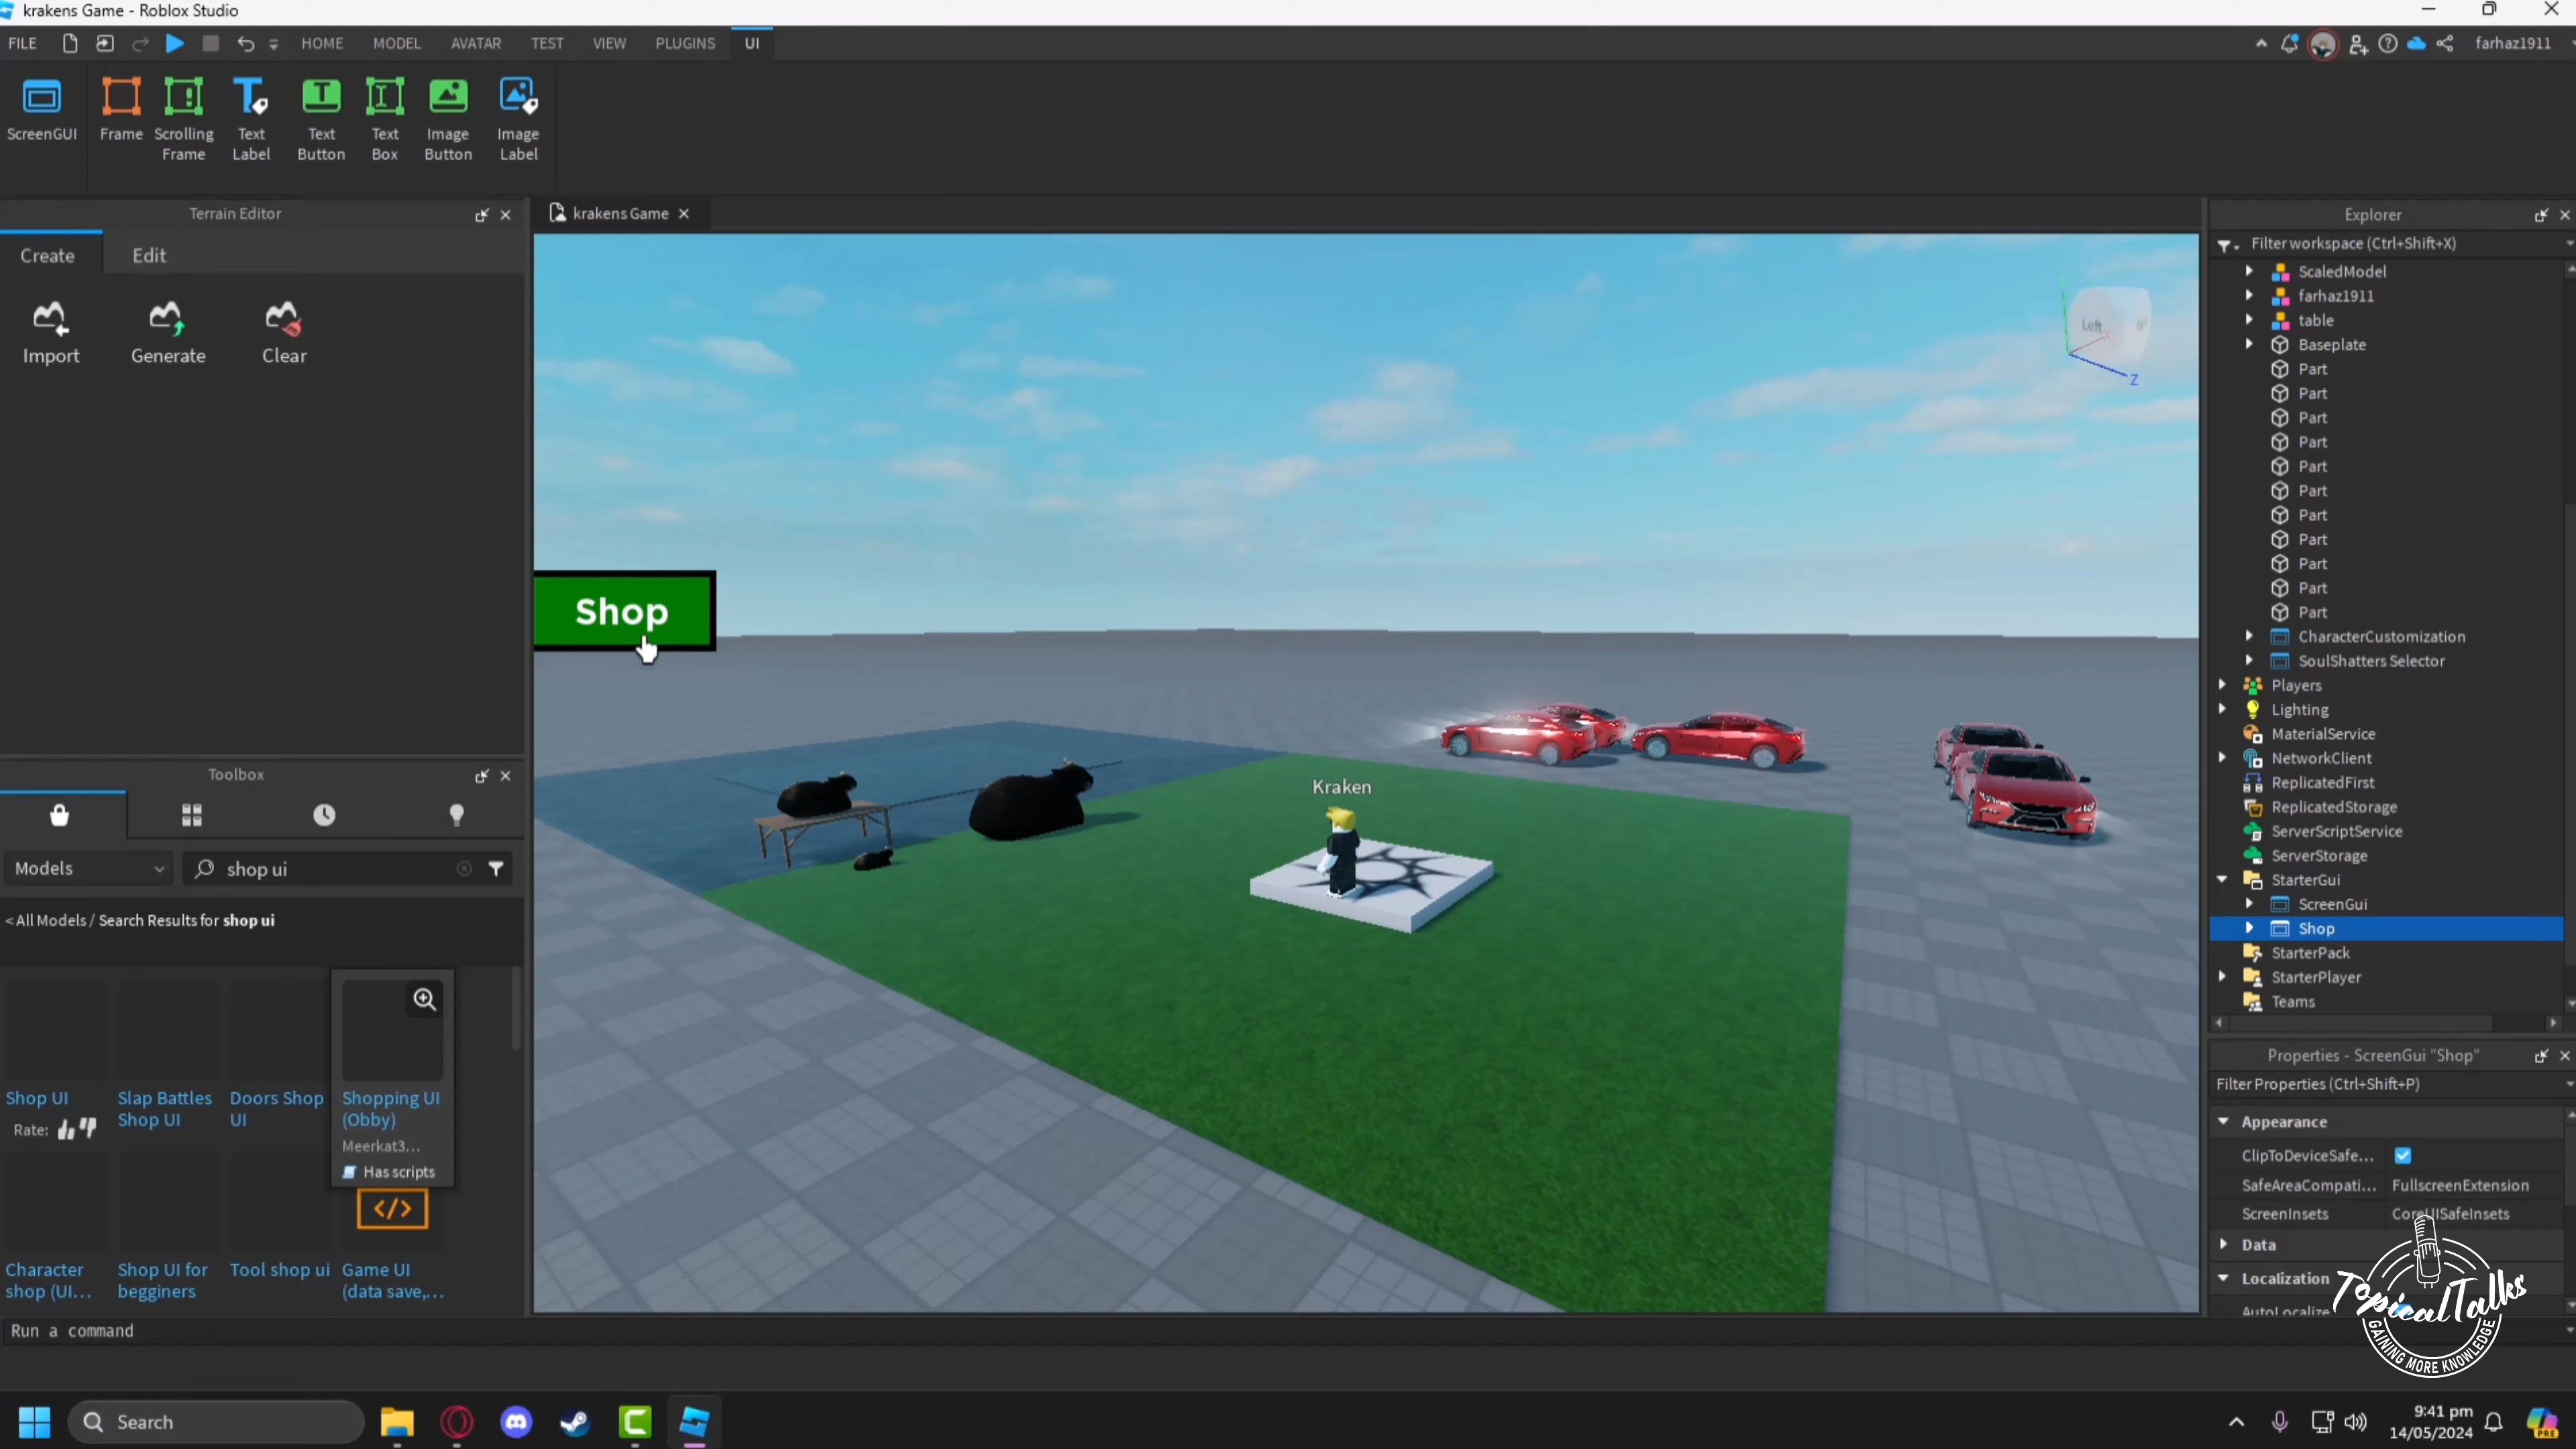 krakens Game - Roblox Studio
FILE HOME MODEL AVATAR TEST VIEW PLUGINS UI farhaz1911
ScreenGUI
Frame
Scrolling
Frame
Text
Label
Text
Button
Text
Box
Image
Button
Image
Label
Terrain Editor
Create Edit
Import Generate Clear
Toolbox
Models shop ui
< All Models / Search Results for shop ui
Shop UI
Rate:
Slap Battles
Shop UI
Doors Shop
UI
Shopping UI
(Obby)
Meerkat3...
Has scripts
</>
Character
shop (UI...
Shop UI for
begginers
Tool shop ui
Game UI
(data save,...
krakens Game
Shop
Kraken
Left
Z
Explorer
Filter workspace (Ctrl+Shift+X)
ScaledModel
farhaz1911
table
Baseplate
Part
Part
Part
Part
Part
Part
Part
Part
Part
Part
Part
CharacterCustomization
SoulShatters Selector
Players
Lighting
MaterialService
NetworkClient
ReplicatedFirst
ReplicatedStorage
ServerScriptService
ServerStorage
StarterGui
ScreenGui
Shop
StarterPack
StarterPlayer
Teams
Properties - ScreenGui "Shop"
Filter Properties (Ctrl+Shift+P)
Appearance
ClipToDeviceSafe...
SafeAreaCompati... FullscreenExtension
ScreenInsets CoreUISafeInsets
Data
Localization
AutoLocalize
TopicalTalks
GAINING MORE KNOWLEDGE
Run a command
Search
9:41 pm
14/05/2024
PRE